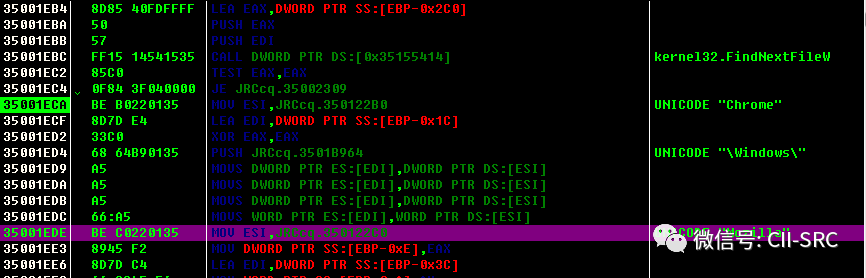 35001EB4 8D85 40FDFFFF LEA EAX,DWORD PTR SS:[EBP-0x2C0]
35001EBA 50 PUSH EAX
35001EBB 57 PUSH EDI
35001EBC FF15 14541535 CALL DWORD PTR DS:[0x35155414] kernel32.FindNextFileW
35001EC2 85C0 TEST EAX,EAX
35001EC4 0F84 3F040000 JE JRCcq.35002309
35001ECA BE B0220135 MOV ESI,JRCcq.350122B0 UNICODE "Chrome"
35001ECF 8D7D E4 LEA EDI,DWORD PTR SS:[EBP-0x1C]
35001ED2 33C0 XOR EAX,EAX
35001ED4 68 64B90135 PUSH JRCcq.3501B964 UNICODE "\Windows\"
35001ED9 A5 MOVS DWORD PTR ES:[EDI],DWORD PTR DS:[ESI]
35001EDA A5 MOVS DWORD PTR ES:[EDI],DWORD PTR DS:[ESI]
35001EDB A5 MOVS DWORD PTR ES:[EDI],DWORD PTR DS:[ESI]
35001EDC 66:A5 MOVS WORD PTR ES:[EDI],WORD PTR DS:[ESI]
35001EDE BE C0220135 MOV ESI,JRCcq.350122C0
35001EE3 8945 F2 MOV DWORD PTR SS:[EBP-0xE],EAX
35001EE6 8D7D C4 LEA EDI,DWORD PTR SS:[EBP-0x3C]
微信号: CII-SRC